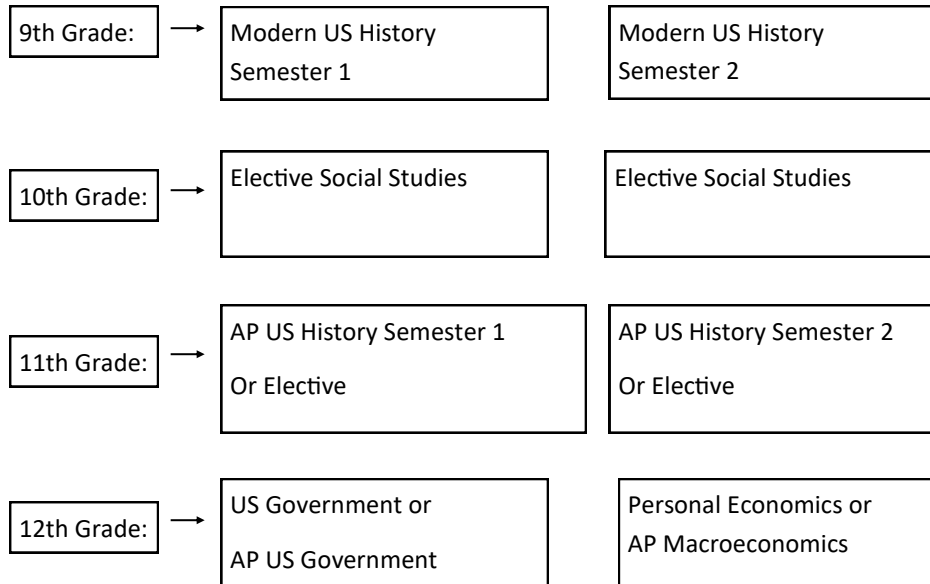 9th Grade:
Modern US History
Semester 1
Modern US History
Semester 2
10th Grade:
Elective Social Studies
Elective Social Studies
11th Grade:
AP US History Semester 1
Or Elective
AP US History Semester 2
Or Elective
12th Grade:
US Government or
AP US Government
Personal Economics or
AP Macroeconomics